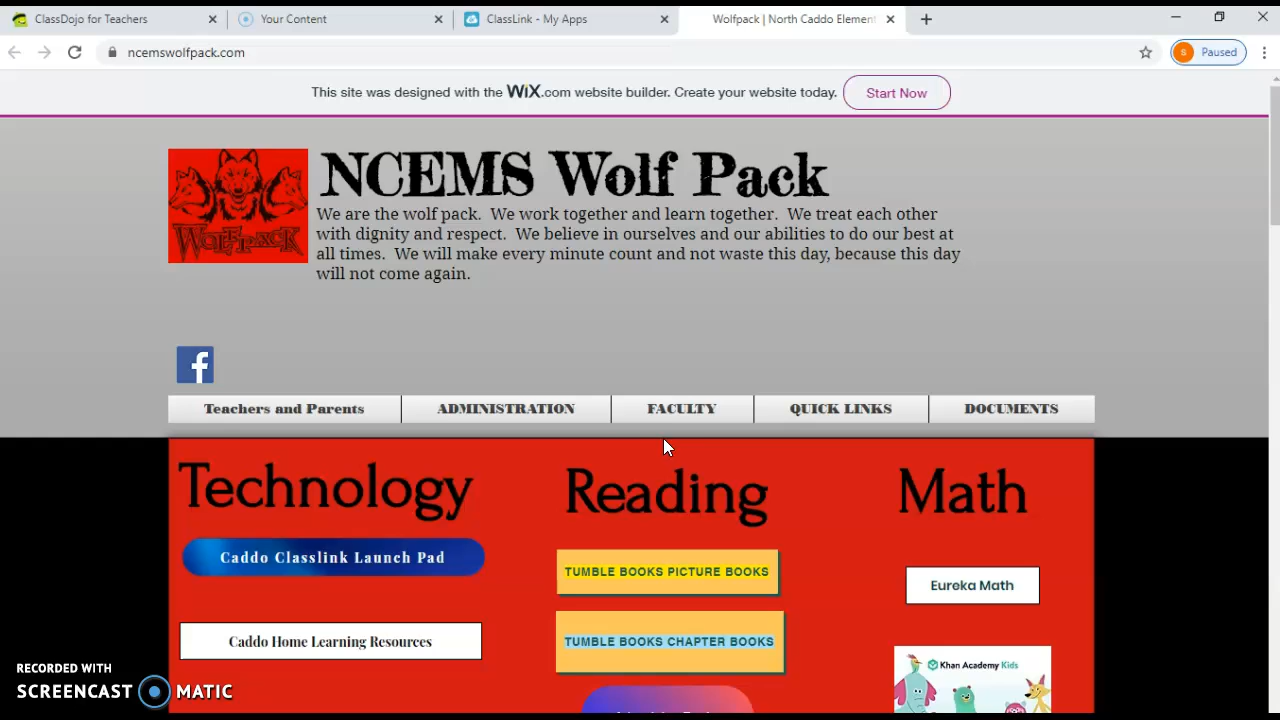 ClassDojo for Teachers
Your Content
ClassLink - My Apps
Wolfpack | North Caddo Element
ncemswolfpack.com
S Paused
This site was designed with the WiX.com website builder. Create your website today. Start Now
WOLFPACK
NCEMS Wolf Pack
We are the wolf pack. We work together and learn together. We treat each other
with dignity and respect. We believe in ourselves and our abilities to do our best at
all times. We will make every minute count and not waste this day, because this day
will not come again.
f
Teachers and Parents ADMINISTRATION FACULTY QUICK LINKS DOCUMENTS
Technology Reading Math
Caddo Classlink Launch Pad
TUMBLE BOOKS PICTURE BOOKS
Eureka Math
Caddo Home Learning Resources
TUMBLE BOOKS CHAPTER BOOKS
Khan Academy Kids
RECORDED WITH
SCREENCAST MATIC